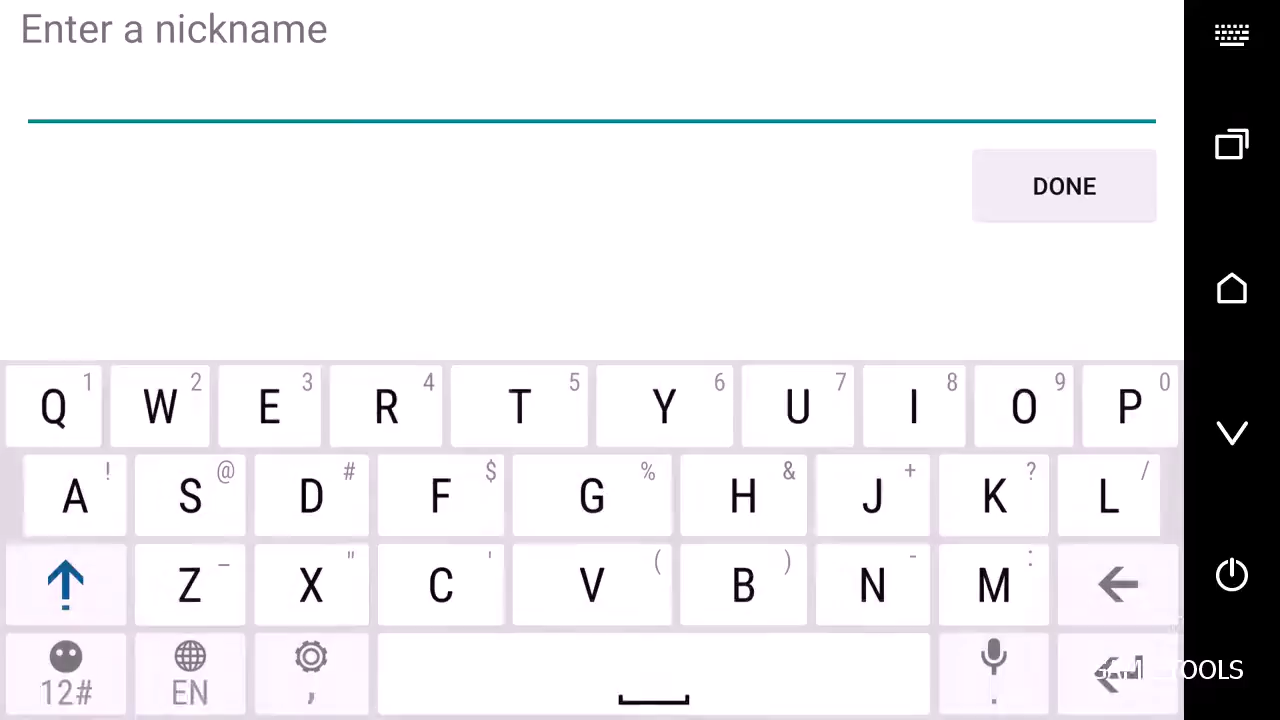 Enter a nickname
DONE
Q 1 W 2 E 3 R 4 T 5 Y 6 U 7 I 8 O 9 P 0
A ! S @ D # F $ G % H & J + K ? L /
Z _ X " C ' V ( B ) N - M :
12# EN , .
TOOLS